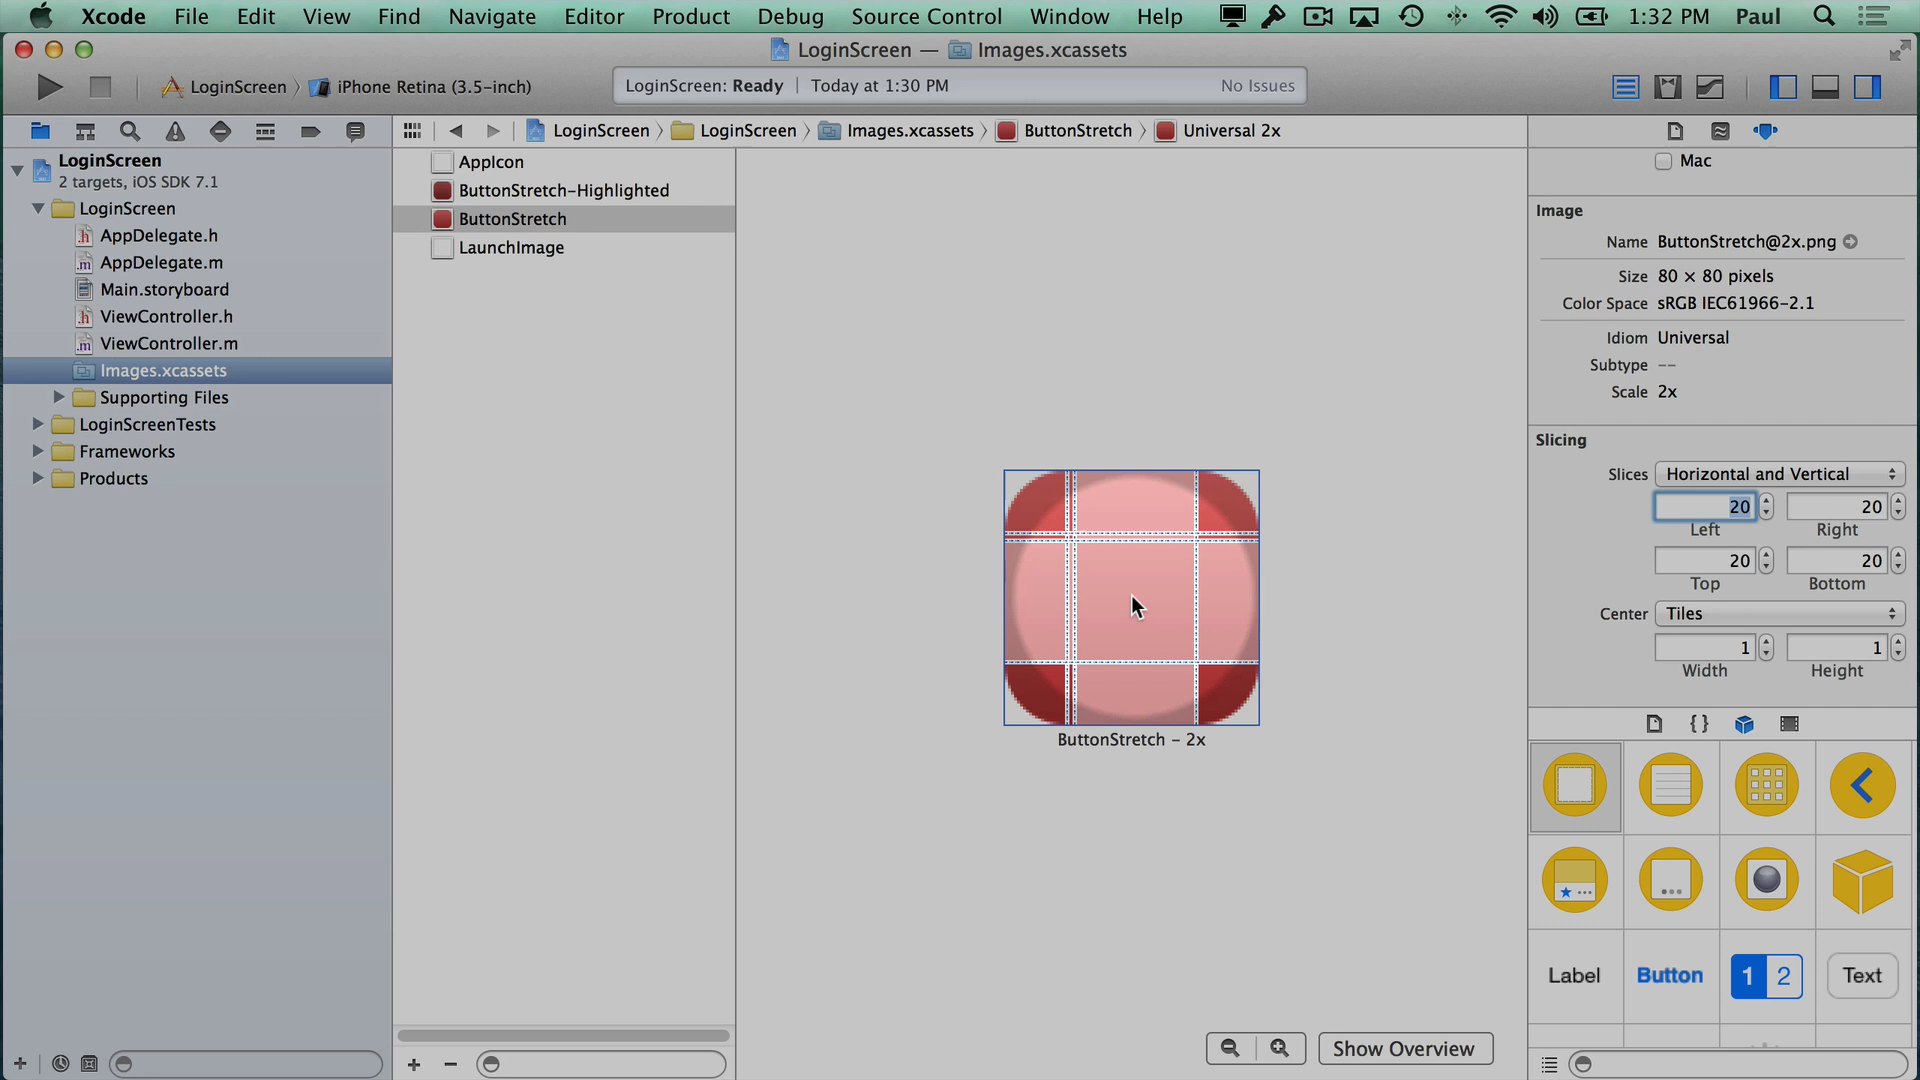 Xcode File Edit View Find Navigate Editor Product Debug Source Control Window Help 1:32 PM Paul
LoginScreen — Images.xcassets
LoginScreen iPhone Retina (3.5-inch)
LoginScreen: Ready Today at 1:30 PM No Issues
LoginScreen LoginScreen Images.xcassets ButtonStretch Universal 2x
LoginScreen
2 targets, iOS SDK 7.1
LoginScreen
AppDelegate.h
AppDelegate.m
Main.storyboard
ViewController.h
ViewController.m
Images.xcassets
Supporting Files
LoginScreenTests
Frameworks
Products
AppIcon
ButtonStretch-Highlighted
ButtonStretch
LaunchImage
ButtonStretch - 2x
Show Overview
Mac
Image
Name ButtonStretch@2x.png
Size 80 × 80 pixels
Color Space sRGB IEC61966-2.1
Idiom Universal
Subtype --
Scale 2x
Slicing
Slices Horizontal and Vertical
20 20
Left Right
20 20
Top Bottom
Center Tiles
1 1
Width Height
{ }
Label Button 1 2 Text